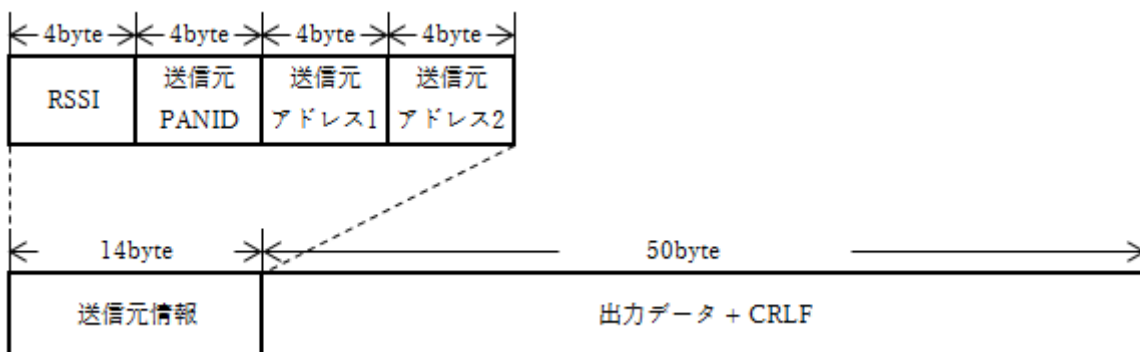 4byte 4byte 4byte 4byte
RSSI
送信元
PANID
送信元
アドレス1
送信元
アドレス2
14byte 50byte
送信元情報 出力データ + CRLF